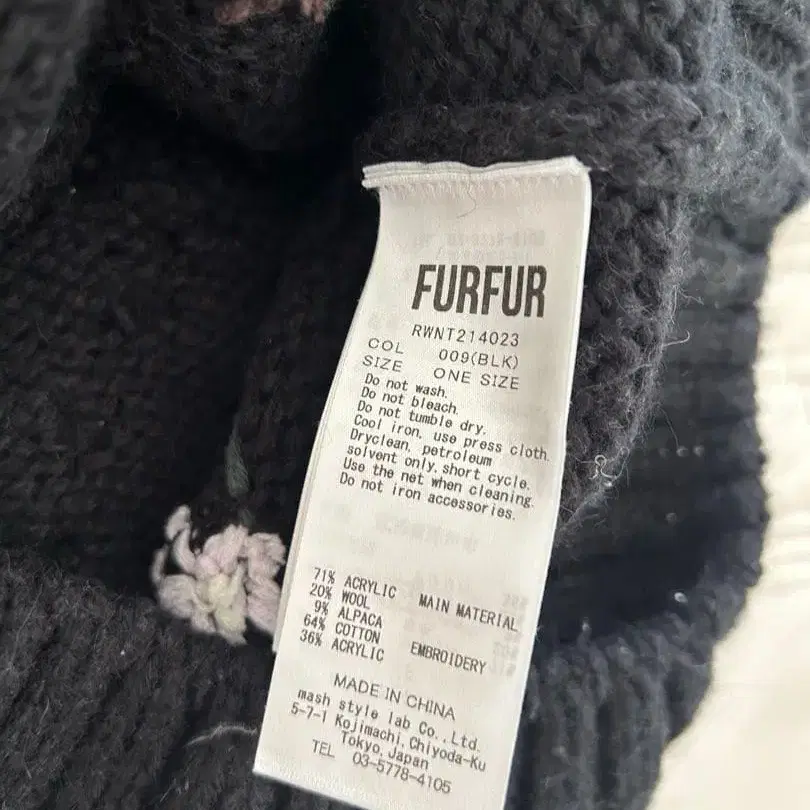 FURFUR
RWNT214023
COL 009(BLK)
SIZE ONE SIZE
Do not wash.
Do not bleach.
Do not tumble dry.
Cool iron, use press cloth.
Dryclean, petroleum
solvent only, short cycle.
Use the net when cleaning.
Do not iron accessories.
71% ACRYLIC MAIN MATERIAL
20% WOOL
9% ALPACA
64% COTTON EMBROIDERY
36% ACRYLIC
MADE IN CHINA
mash style lab Co.,Ltd.
5-7-1 Kojimachi, Chiyoda-Ku
Tokyo, Japan
TEL 03-5778-4105